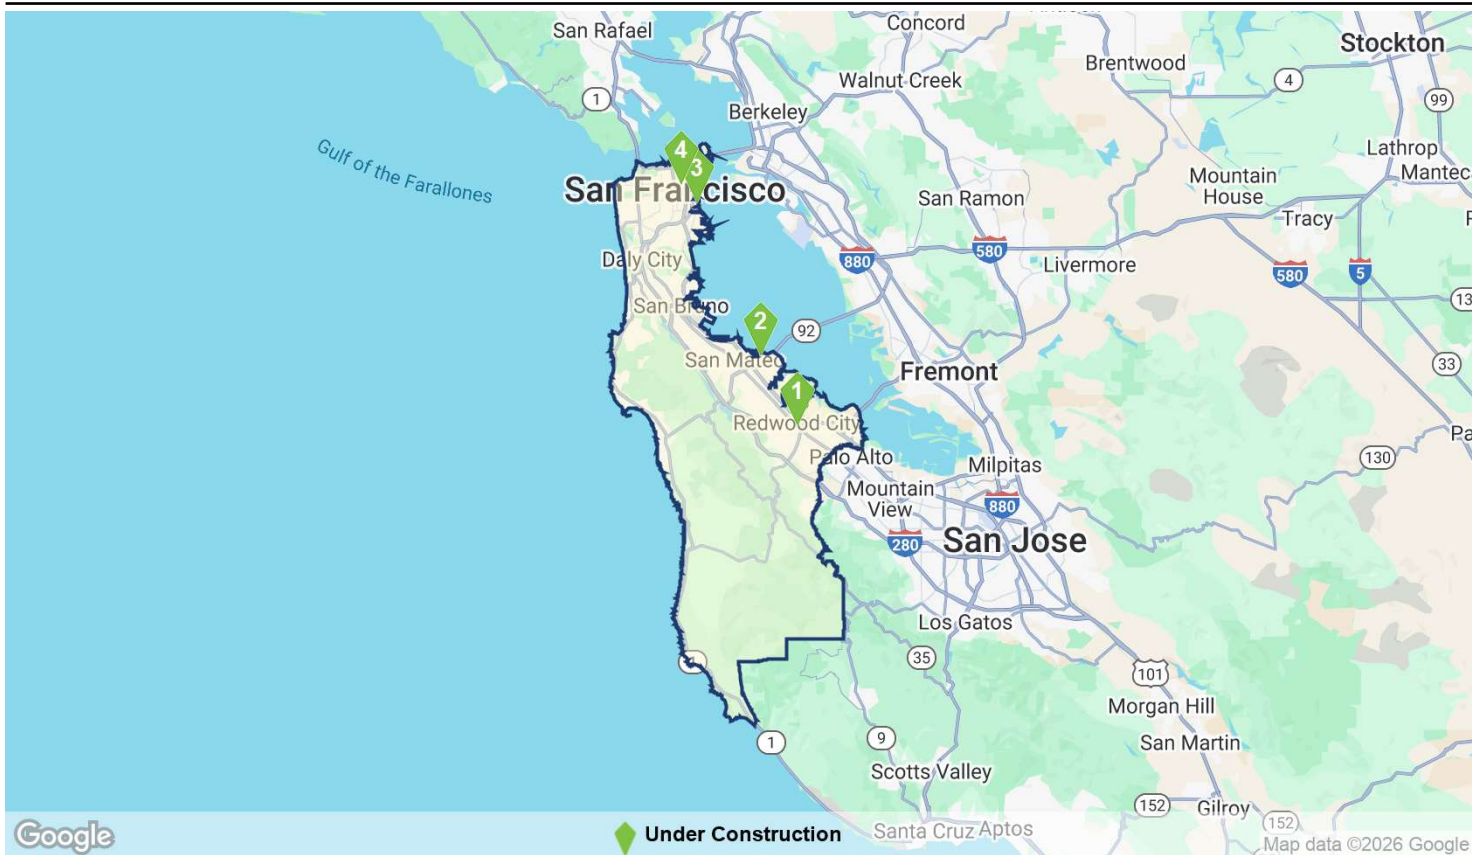 San Rafael
Concord
Stockton
Brentwood
Walnut Creek
4
99
1
Berkeley
Lathrop
Gulf of the Farallones
4
Manteca
3
Mountain
House
San Francisco
San Ramon
Tracy
580
880
Daly City
Livermore
580
5
San Bruno
2
92
San Mateo
33
Fremont
1
Redwood City
Palo Alto
Milpitas
130
Mountain
View
880
280
San Jose
Los Gatos
35
101
Morgan Hill
1
9
San Martin
Scotts Valley
152
Gilroy
Google
Under Construction
Santa Cruz
Aptos
152
Map data ©2026 Google